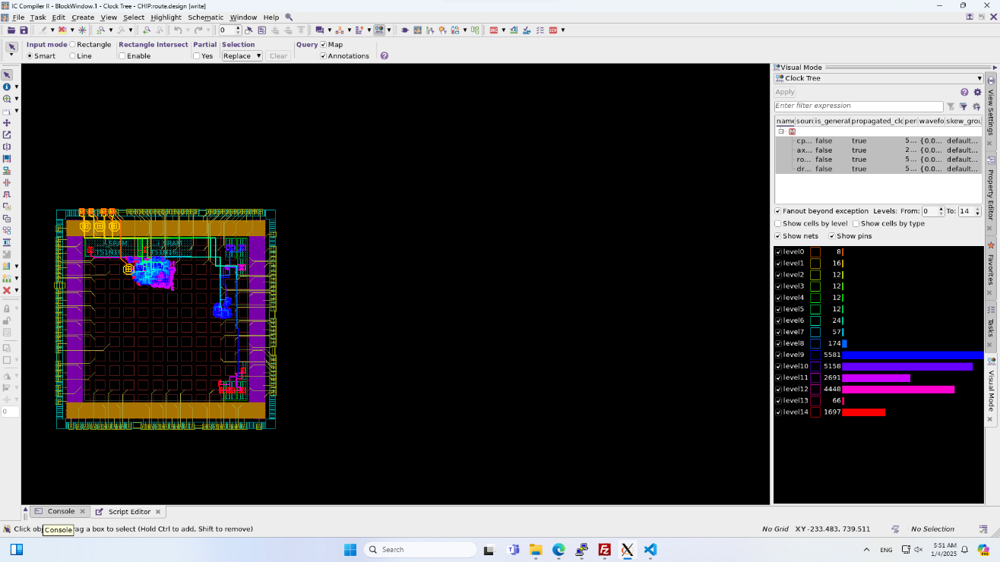 IC Compiler II - BlockWindow.1 - Clock Tree - CHIP:route.design [write]
File Task Edit Create View Select Highlight Schematic Window Help
0
Input mode Rectangle Rectangle Intersect Partial Selection Query Map
Smart Line Enable Yes Replace Clear Annotations
Visual Mode
Clock Tree
Apply
Enter filter expression
name sourc is_generat propagated_clo peri wavefo skew_grou
M
cp... false true 5... {0.0... default...
ax... false true 2... {0.0... default...
ro... false true 5... {0.0... default...
dr... false true 5... {0.0... default...
Fanout beyond exception Levels: From: 0 To: 14
Show cells by level Show cells by type
Show nets Show pins
level0 8
level1 16
level2 12
level3 12
level4 12
level5 12
level6 24
level7 57
level8 174
level9 5581
level10 5158
level11 2691
level12 4448
level13 66
level14 1697
View Settings
Property Editor
Favorites
Tasks
Visual Mode
0
Console Script Editor
Click obj rag a box to select (Hold Ctrl to add, Shift to remove)
Console
No Grid XY -233.483, 739.511 No Selection
Search
ENG
5:51 AM
1/4/2025